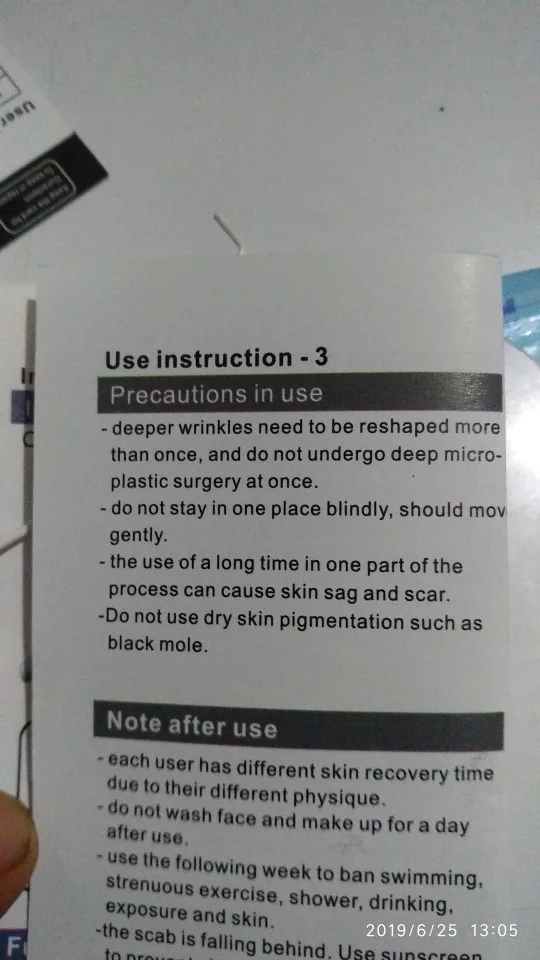 Use instruction - 3
Precautions in use
- deeper wrinkles need to be reshaped more
than once, and do not undergo deep micro-
plastic surgery at once.
- do not stay in one place blindly, should mov
gently.
- the use of a long time in one part of the
process can cause skin sag and scar.
-Do not use dry skin pigmentation such as
black mole.
Note after use
- each user has different skin recovery time
due to their different physique.
- do not wash face and make up for a day
after use.
- use the following week to ban swimming,
strenuous exercise, shower, drinking,
exposure and skin.
-the scab is falling behind. Use sunscreen
2019/6/25 13:05